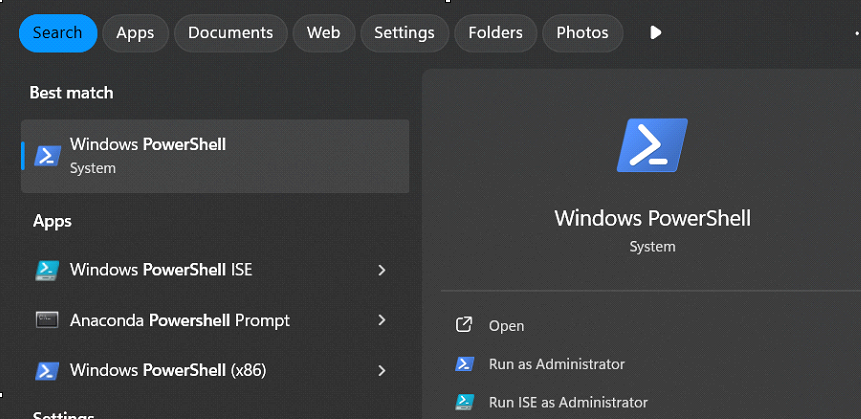 Search Apps Documents Web Settings Folders Photos
Best match
Windows PowerShell
System
Apps
Windows PowerShell ISE
Anaconda Powershell Prompt
Windows PowerShell (x86)
Settings
Windows PowerShell
System
Open
Run as Administrator
Run ISE as Administrator